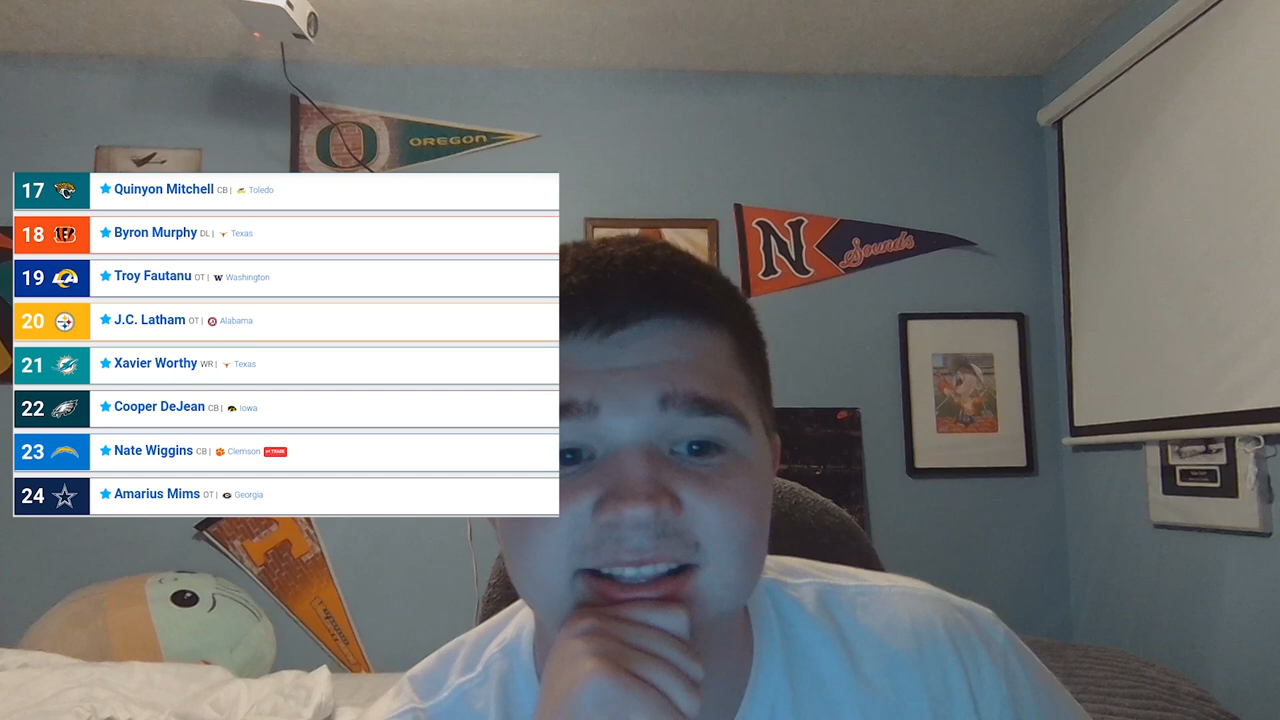 O OREGON
17 Quinyon Mitchell CB | Toledo
18 Byron Murphy DL | Texas
19 Troy Fautanu OT | W Washington
20 J.C. Latham OT | Alabama
21 Xavier Worthy WR | Texas
22 Cooper DeJean CB | Iowa
23 Nate Wiggins CB | Clemson TRADE
24 Amarius Mims OT | Georgia
N Sounds
T